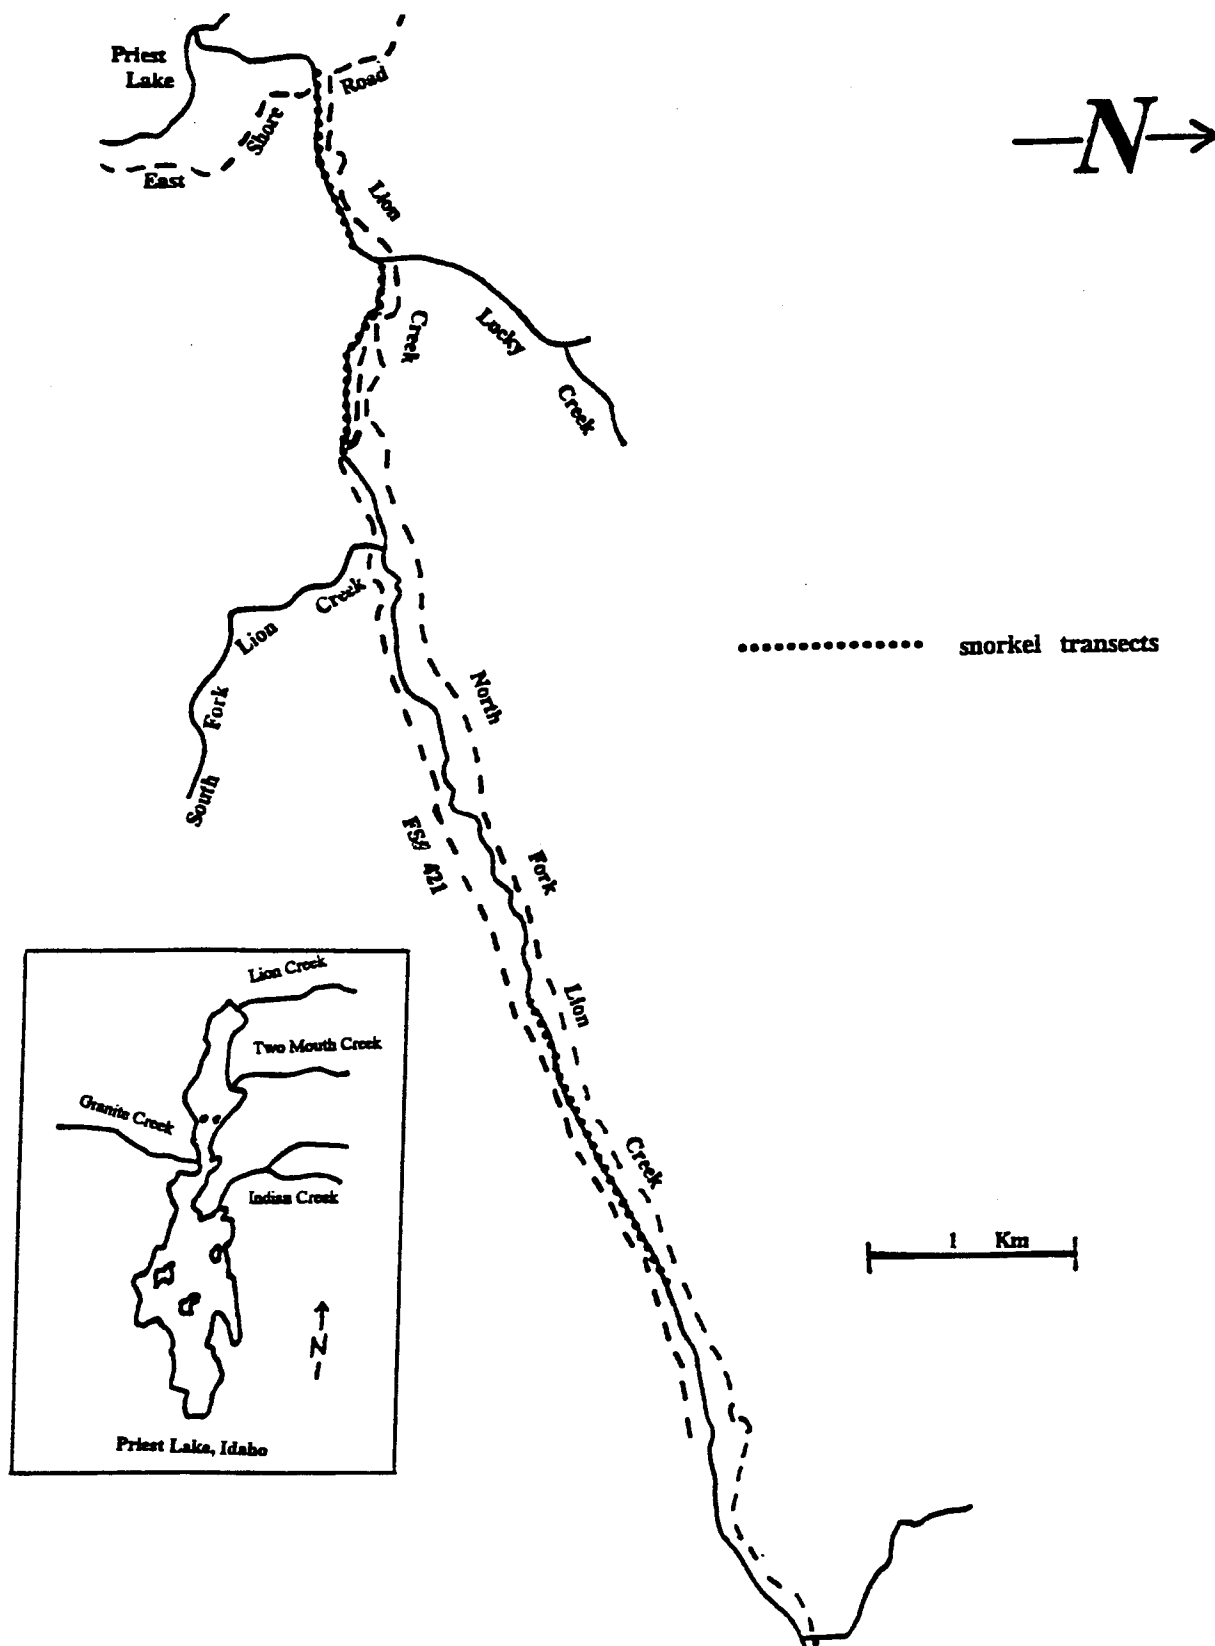 Priest
Lake
Road
Shore
East
N
Lion
Creek
Lucky
Creek
Creek
Lion
Fork
South
snorkel transects
North
FS# 421
Fork
Lion
Creek
1 Km
Lion Creek
Two Mouth Creek
Granite Creek
Indian Creek
N
Priest Lake, Idaho